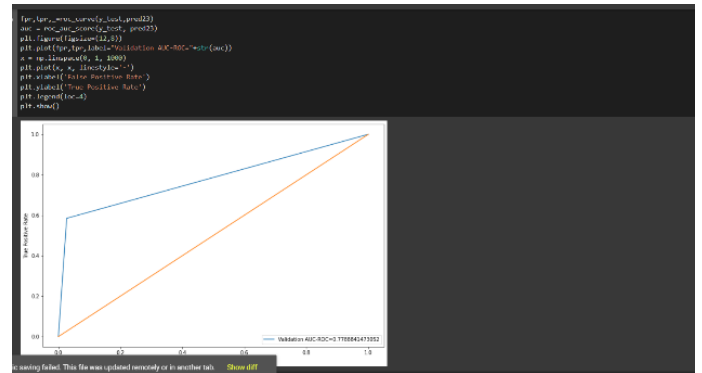 fpr,tpr,_=roc_curve(y_test,pred23)
auc = roc_auc_score(y_test, pred23)
plt.figure(figsize=(12,8))
plt.plot(fpr,tpr,label="Validation AUC-ROC="+str(auc))
x = np.linspace(0, 1, 1000)
plt.plot(x, x, linestyle='-')
plt.xlabel('False Positive Rate')
plt.ylabel('True Positive Rate')
plt.legend(loc=4)
plt.show()
1.0
0.8
0.6
0.4
0.2
0.0
True Positive Rate
Validation AUC-ROC=
0.0 0.2 0.4 0.6 0.8 1.0
saving failed. This file was updated remotely or in another tab. Show diff